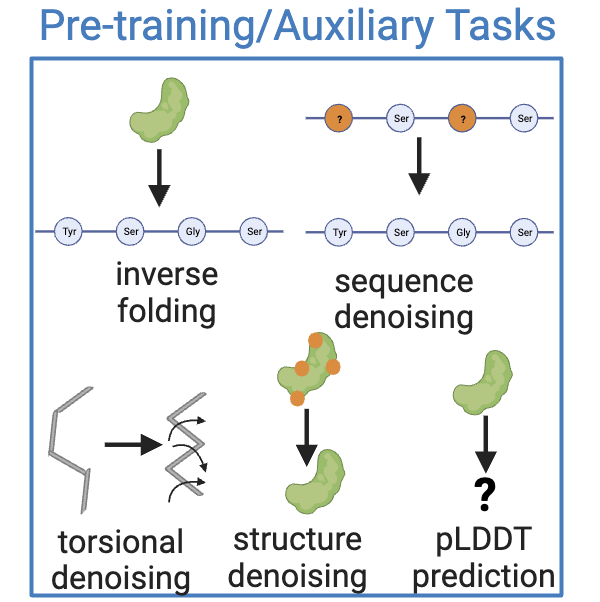 Pre-training/Auxiliary Tasks
? Ser ? Ser
Tyr Ser Gly Ser
Tyr Ser Gly Ser
inverse
folding
sequence
denoising
?
torsional
denoising
structure
denoising
pLDDT
prediction